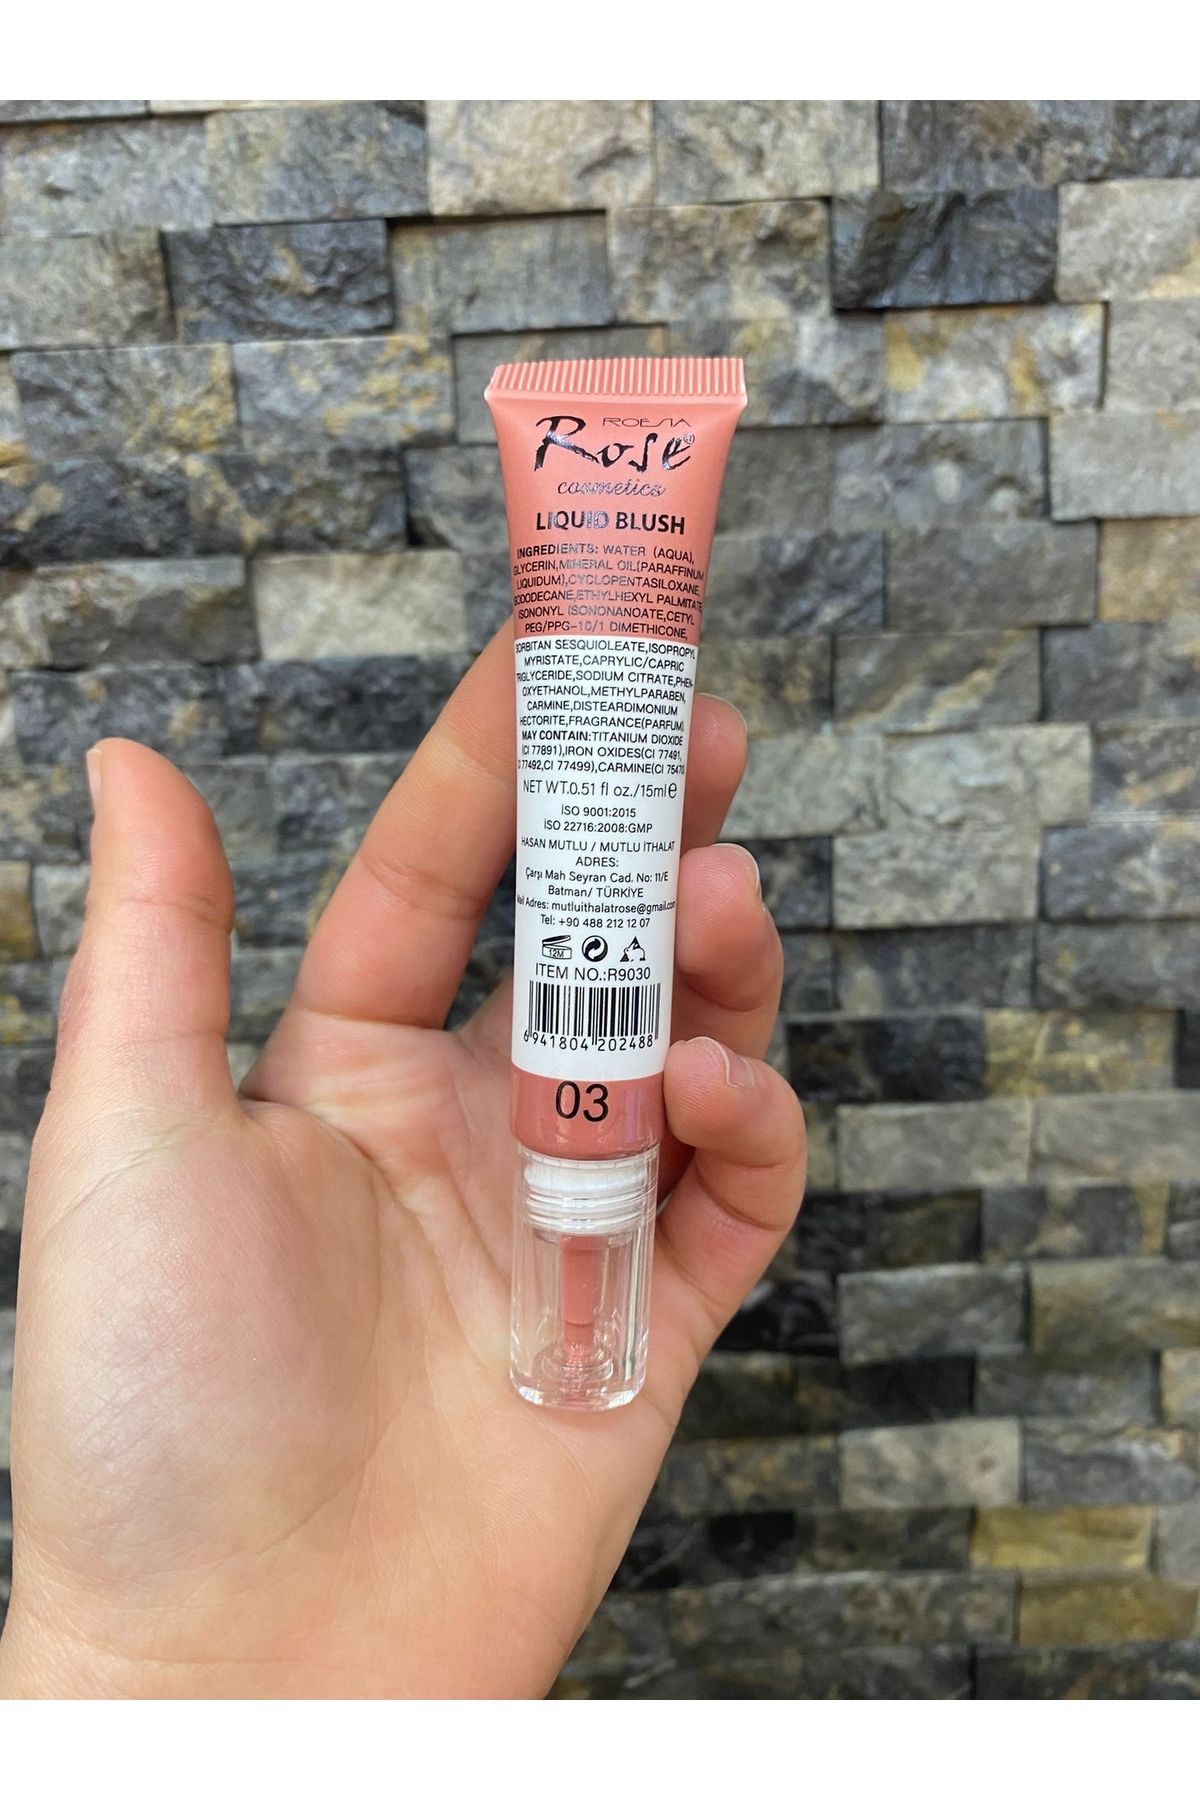 ROESIA
Rose®
cosmetics
LIQUID BLUSH
INGREDIENTS: WATER (AQUA),
GLYCERIN,MINERAL OIL(PARAFFINUM
LIQUIDUM),CYCLOPENTASILOXANE,
ISODODECANE,ETHYLHEXYL PALMITATE,
ISONONYL ISONONANOATE,CETYL
PEG/PPG-10/1 DIMETHICONE,
SORBITAN SESQUIOLEATE,ISOPROPYL
MYRISTATE,CAPRYLIC/CAPRIC
TRIGLYCERIDE,SODIUM CITRATE,PHEN-
OXYETHANOL,METHYLPARABEN,
CARMINE,DISTEARDIMONIUM
HECTORITE,FRAGRANCE(PARFUM).
MAY CONTAIN:TITANIUM DIOXIDE
(CI 77891),IRON OXIDES(CI 77491,
CI 77492,CI 77499),CARMINE(CI 75470
NET WT.0.51 fl oz./15ml e
İSO 9001:2015
İSO 22716:2008:GMP
HASAN MUTLU / MUTLU İTHALAT
ADRES:
Çarşı Mah Seyran Cad. No: 11/E
Batman/ TÜRKİYE
Mail Adres: mutluithalatrose@gmail.com
Tel: +90 488 212 12 07
12M
ITEM NO.:R9030
6 941804 202488
03